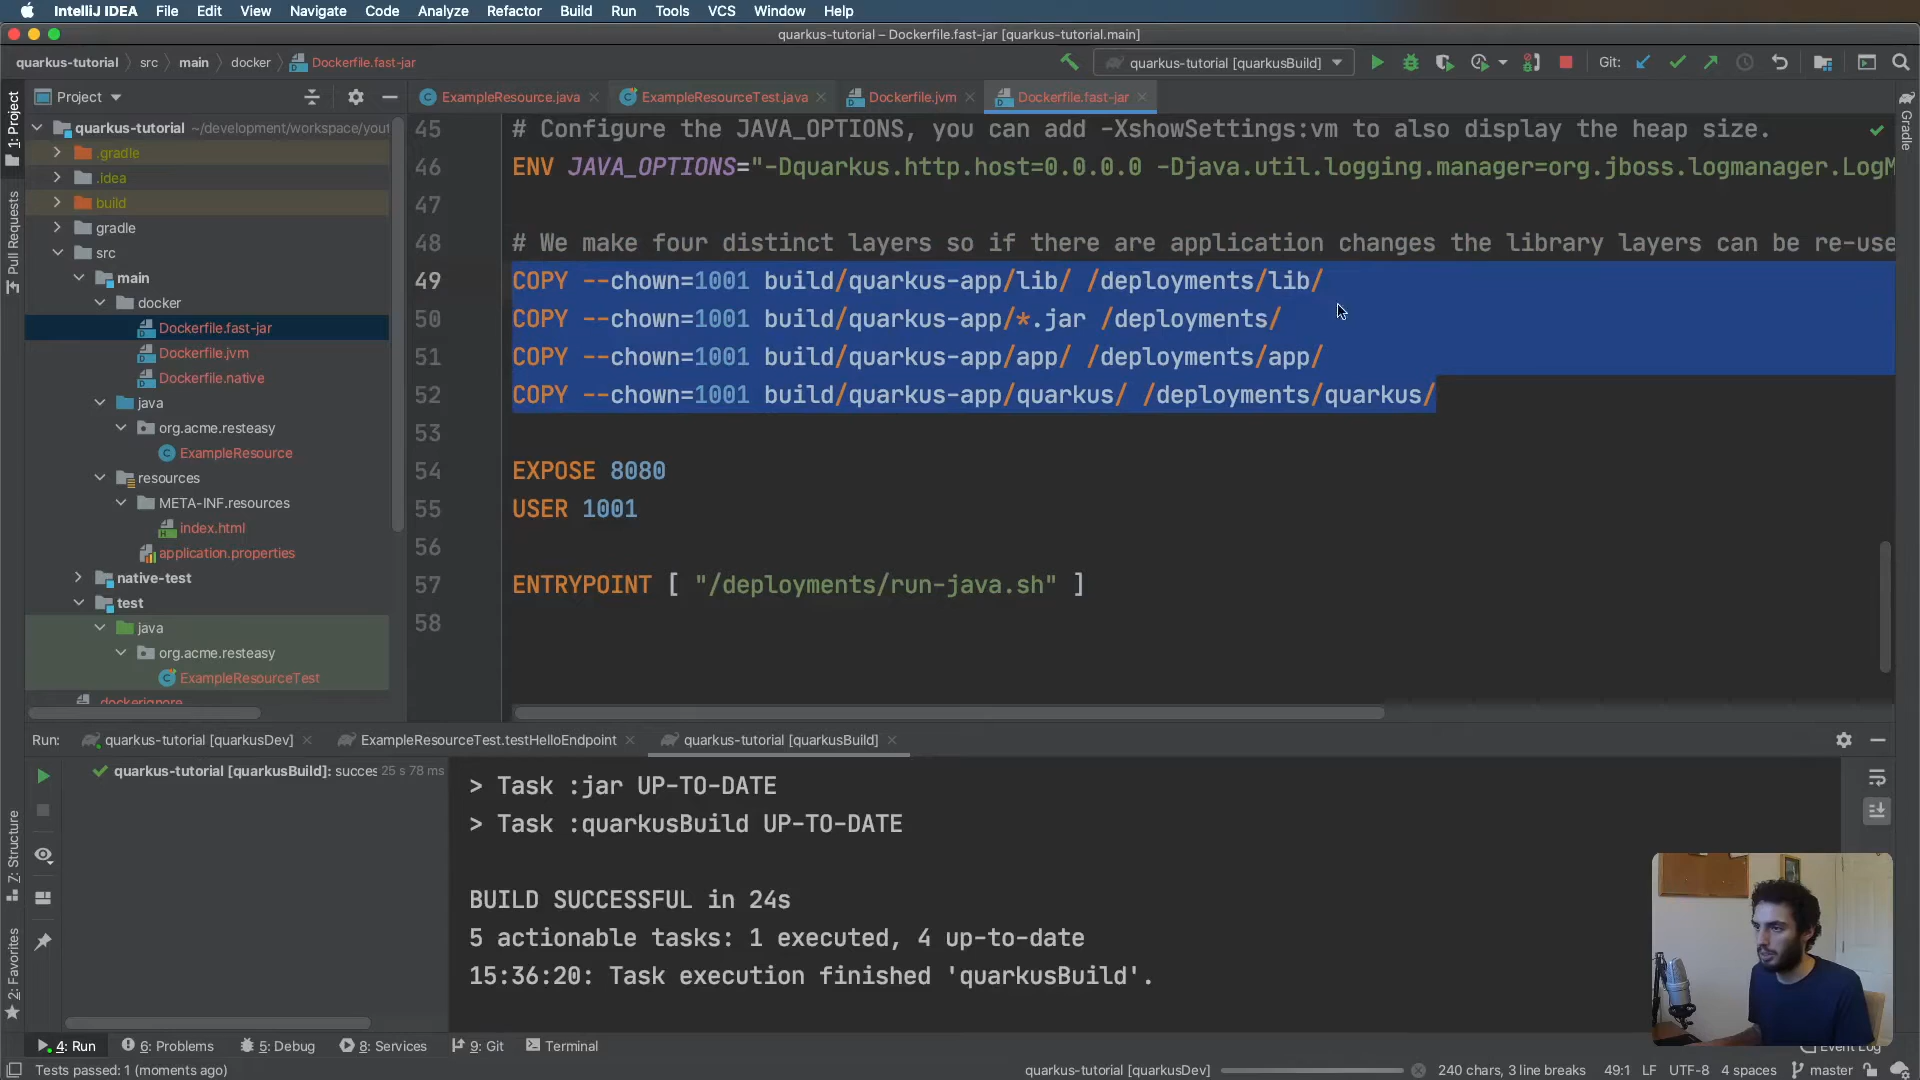 IntelliJ IDEA File Edit View Navigate Code Analyze Refactor Build Run Tools VCS Window Help
quarkus-tutorial – Dockerfile.fast-jar [quarkus-tutorial.main]
quarkus-tutorial src main docker Dockerfile.fast-jar quarkus-tutorial [quarkusBuild] Git:
Project ExampleResource.java ExampleResourceTest.java Dockerfile.jvm Dockerfile.fast-jar
1: Project
Pull Requests
7: Structure
2: Favorites
Gradle
quarkus-tutorial ~/development/workspace/yout
.gradle
.idea
build
gradle
src
main
docker
Dockerfile.fast-jar
Dockerfile.jvm
Dockerfile.native
java
org.acme.resteasy
ExampleResource
resources
META-INF.resources
index.html
application.properties
native-test
test
java
org.acme.resteasy
ExampleResourceTest
.dockerignore
45 # Configure the JAVA_OPTIONS, you can add -XshowSettings:vm to also display the heap size.
46 ENV JAVA_OPTIONS="-Dquarkus.http.host=0.0.0.0 -Djava.util.logging.manager=org.jboss.logmanager.LogM
47
48 # We make four distinct layers so if there are application changes the library layers can be re-use
49 COPY --chown=1001 build/quarkus-app/lib/ /deployments/lib/
50 COPY --chown=1001 build/quarkus-app/*.jar /deployments/
51 COPY --chown=1001 build/quarkus-app/app/ /deployments/app/
52 COPY --chown=1001 build/quarkus-app/quarkus/ /deployments/quarkus/
53
54 EXPOSE 8080
55 USER 1001
56
57 ENTRYPOINT [ "/deployments/run-java.sh" ]
58
Run: quarkus-tutorial [quarkusDev] ExampleResourceTest.testHelloEndpoint quarkus-tutorial [quarkusBuild]
quarkus-tutorial [quarkusBuild]: succes 25 s 78 ms
> Task :jar UP-TO-DATE
> Task :quarkusBuild UP-TO-DATE
BUILD SUCCESSFUL in 24s
5 actionable tasks: 1 executed, 4 up-to-date
15:36:20: Task execution finished 'quarkusBuild'.
4: Run 6: Problems 5: Debug 8: Services 9: Git Terminal Event Log
Tests passed: 1 (moments ago) quarkus-tutorial [quarkusDev] 240 chars, 3 line breaks 49:1 LF UTF-8 4 spaces master